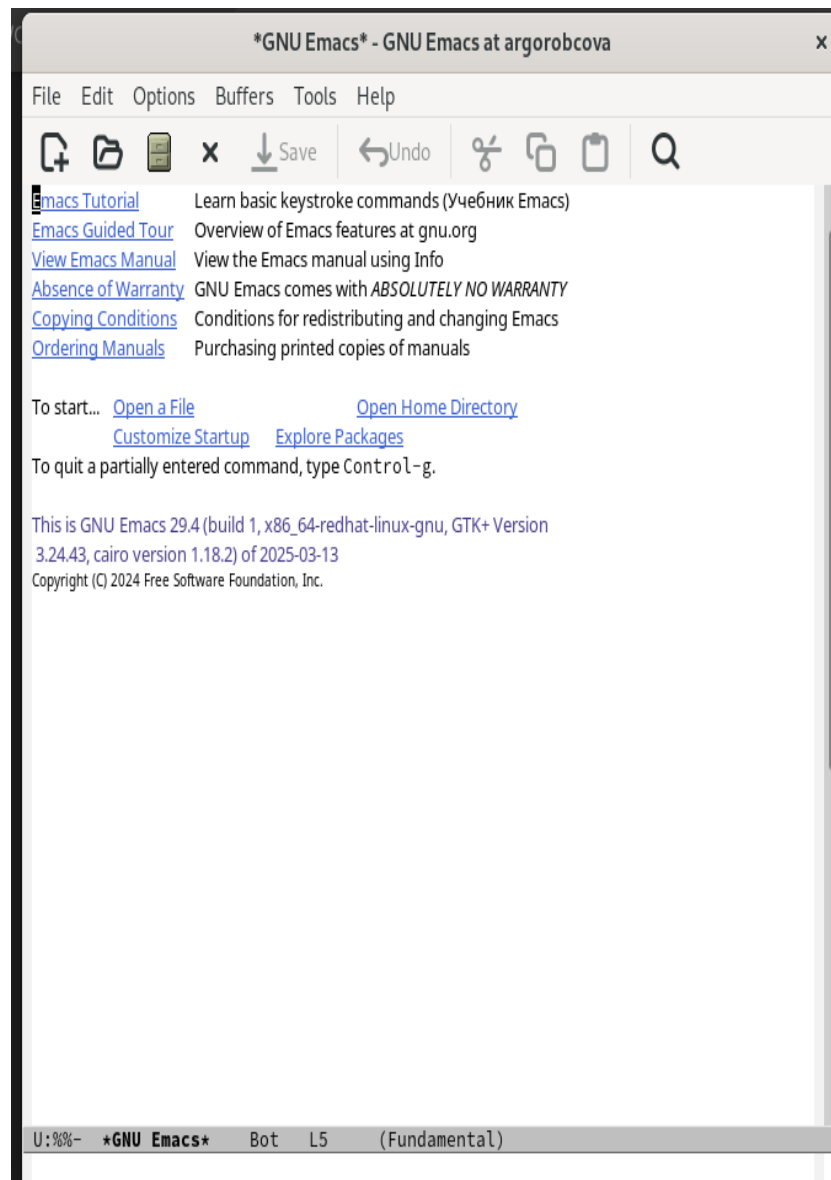 *GNU Emacs* - GNU Emacs at argorobcova ×
File Edit Options Buffers Tools Help
Save Undo
Emacs Tutorial Learn basic keystroke commands (Учебник Emacs)
Emacs Guided Tour Overview of Emacs features at gnu.org
View Emacs Manual View the Emacs manual using Info
Absence of Warranty GNU Emacs comes with ABSOLUTELY NO WARRANTY
Copying Conditions Conditions for redistributing and changing Emacs
Ordering Manuals Purchasing printed copies of manuals
To start... Open a File Open Home Directory
Customize Startup Explore Packages
To quit a partially entered command, type Control-g.
This is GNU Emacs 29.4 (build 1, x86_64-redhat-linux-gnu, GTK+ Version
3.24.43, cairo version 1.18.2) of 2025-03-13
Copyright (C) 2024 Free Software Foundation, Inc.
U:%%- *GNU Emacs* Bot L5 (Fundamental)